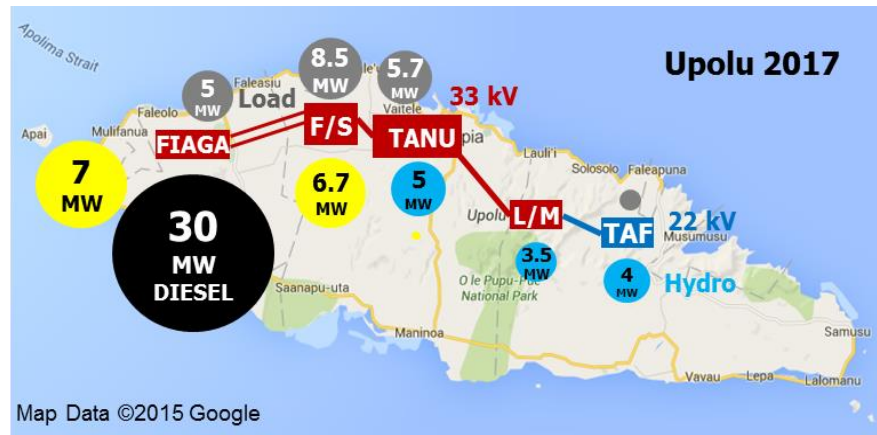 Apolima Strait
Upolu 2017
8.5
MW
5.7
MW
5
MW
Load
Faleasiu
Vaitele
33 kV
Faleolo
Apai
Mulifanua
FIAGA
F/S
TANU
pia
Lauli'i
Solosolo
Faleapuna
7
MW
6.7
MW
5
MW
Upolu
L/M
TAF
22 kV
Musumusu
30
MW
DIESEL
3.5
MW
4
MW
Hydro
Saanapu-uta
O le Pupu-Pue
National Park
Maninoa
Samusu
Vavau
Lepa
Lalomanu
Map Data ©2015 Google